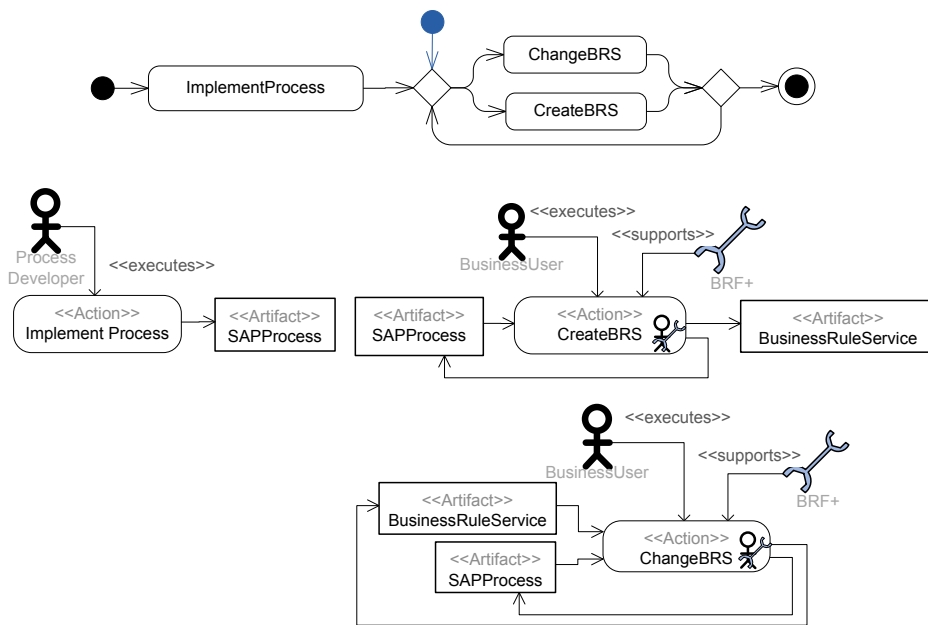 ChangeBRS
ImplementProcess
CreateBRS
<<executes>>
<<supports>>
Process
Developer
<<executes>>
BusinessUser
BRF+
<<Action>>
Implement Process
<<Artifact>>
SAPProcess
<<Artifact>>
SAPProcess
<<Action>>
CreateBRS
<<Artifact>>
BusinessRuleService
<<executes>>
<<supports>>
BusinessUser
BRF+
<<Artifact>>
BusinessRuleService
<<Action>>
ChangeBRS
<<Artifact>>
SAPProcess